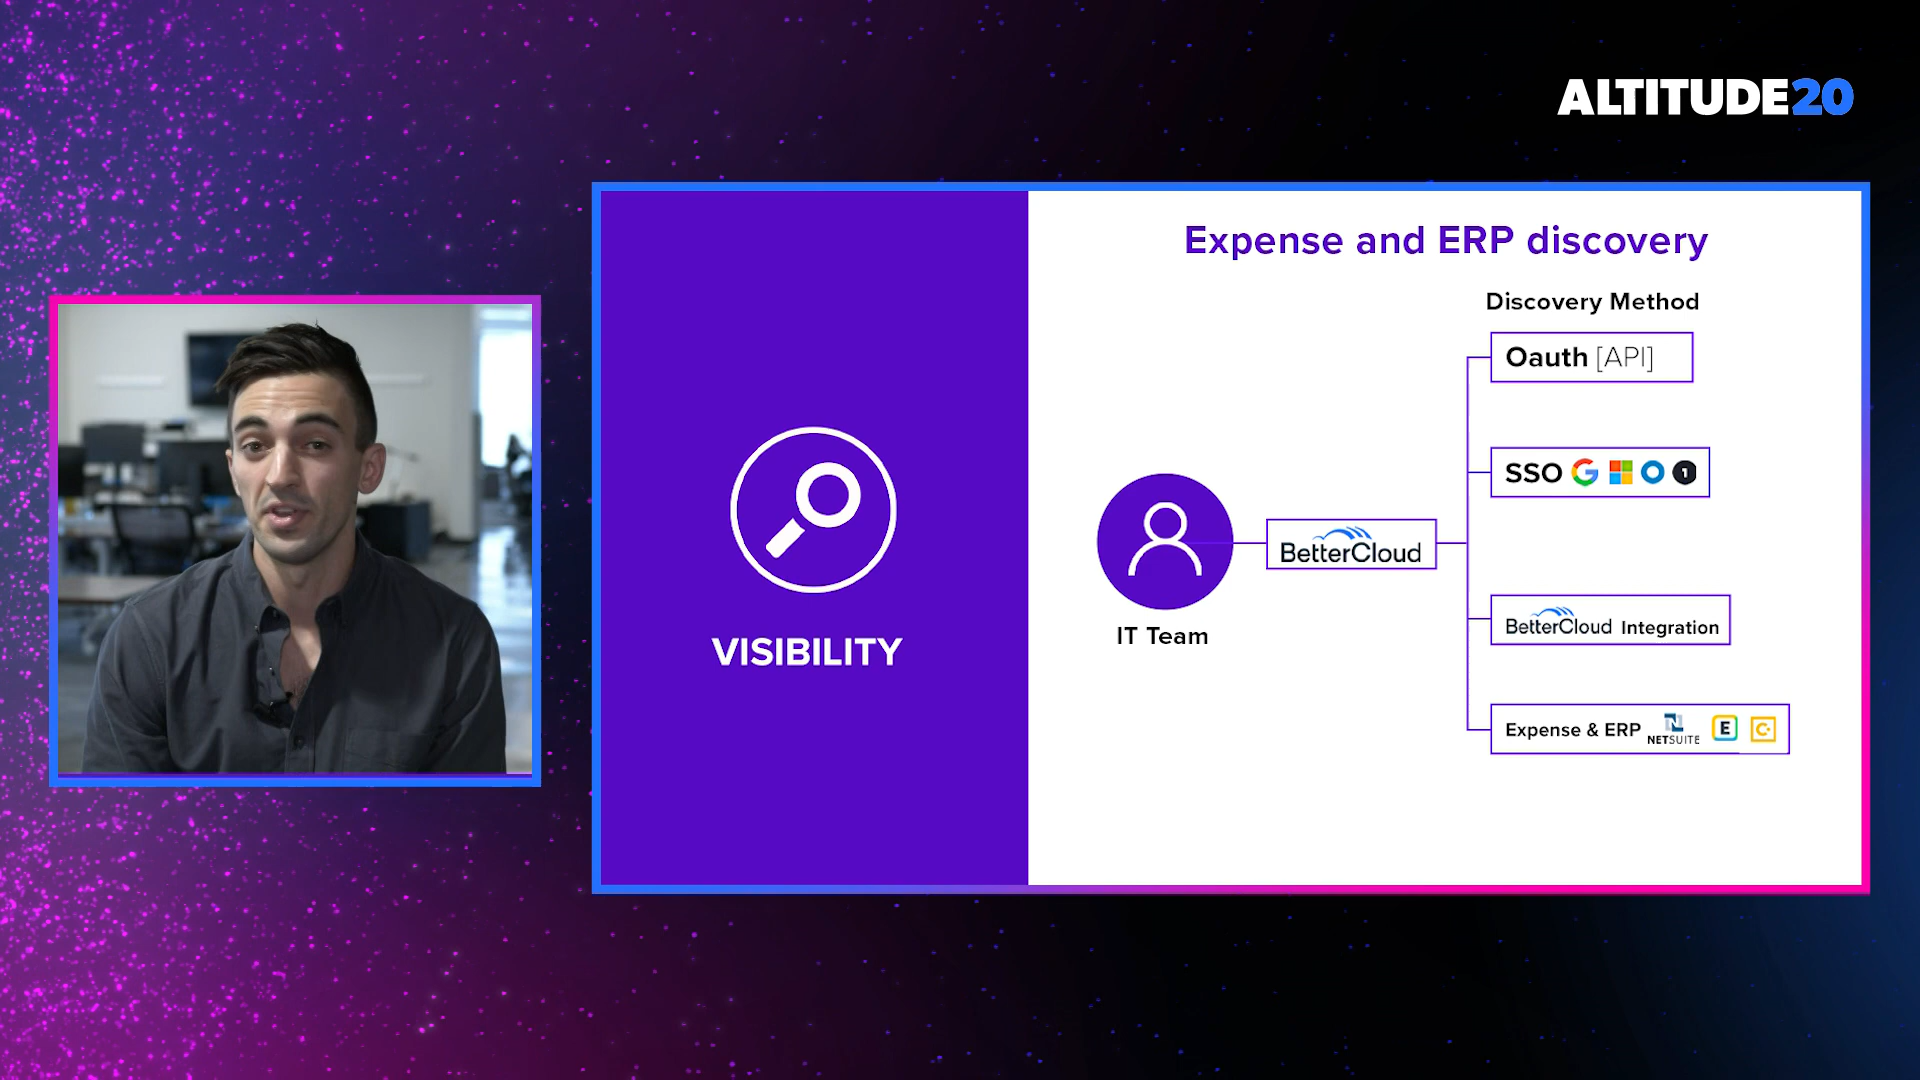 ALTITUDE20
Expense and ERP discovery
Discovery Method
Oauth [API]
SSO
BetterCloud
BetterCloud Integration
IT Team
VISIBILITY
Expense & ERP NETSUITE E C